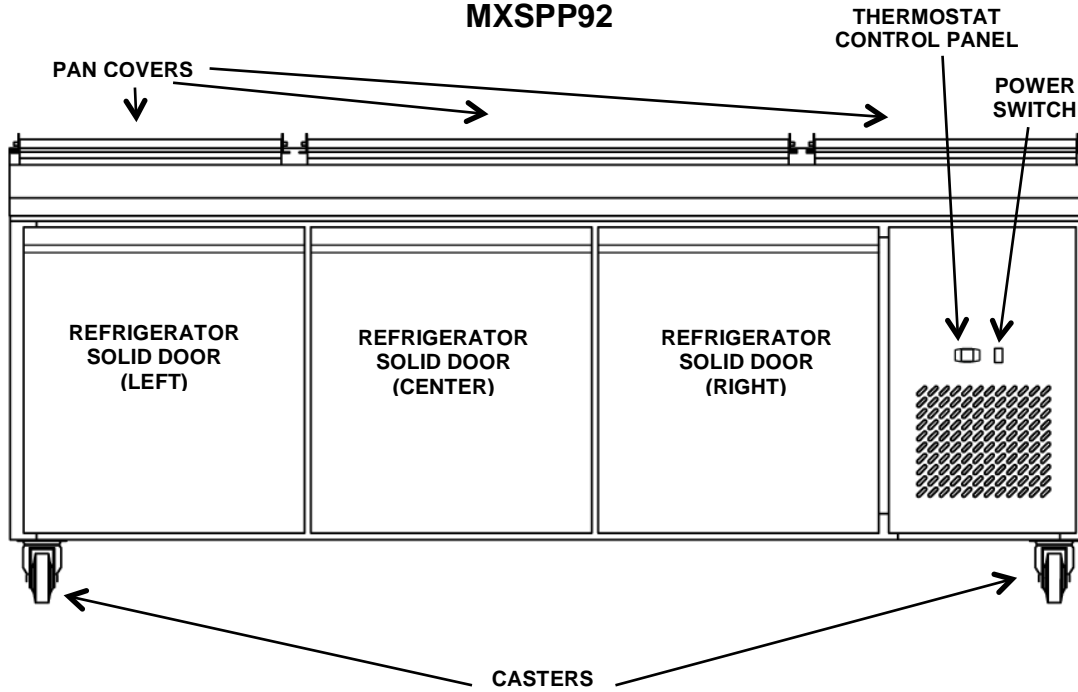 MXSPP92
THERMOSTAT
CONTROL PANEL
PAN COVERS
POWER
SWITCH
REFRIGERATOR
SOLID DOOR
(LEFT)
REFRIGERATOR
SOLID DOOR
(CENTER)
REFRIGERATOR
SOLID DOOR
(RIGHT)
CASTERS